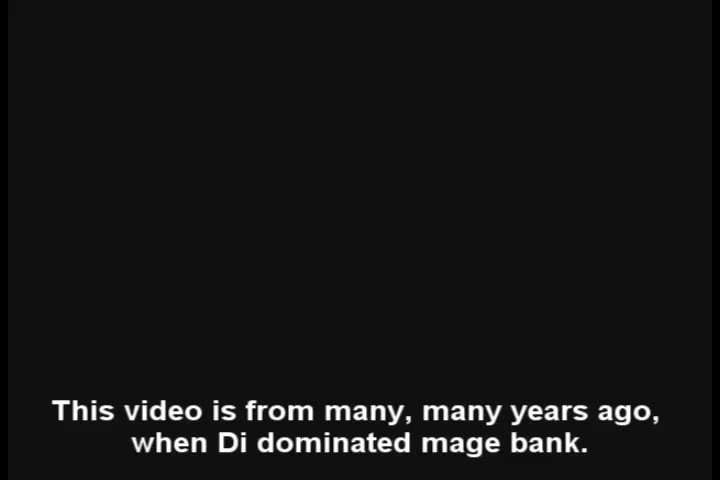 This video is from many, many years ago,
when Di dominated mage bank.